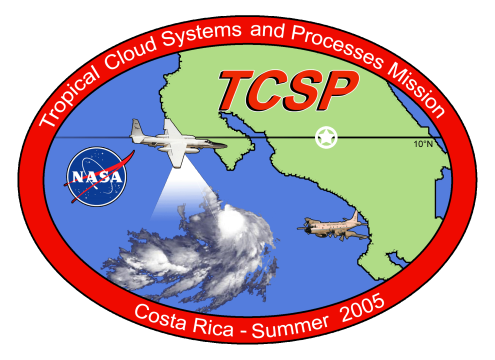 Tropical Cloud Systems and Processes Mission
TCSP
10°N
NASA
Costa Rica - Summer 2005